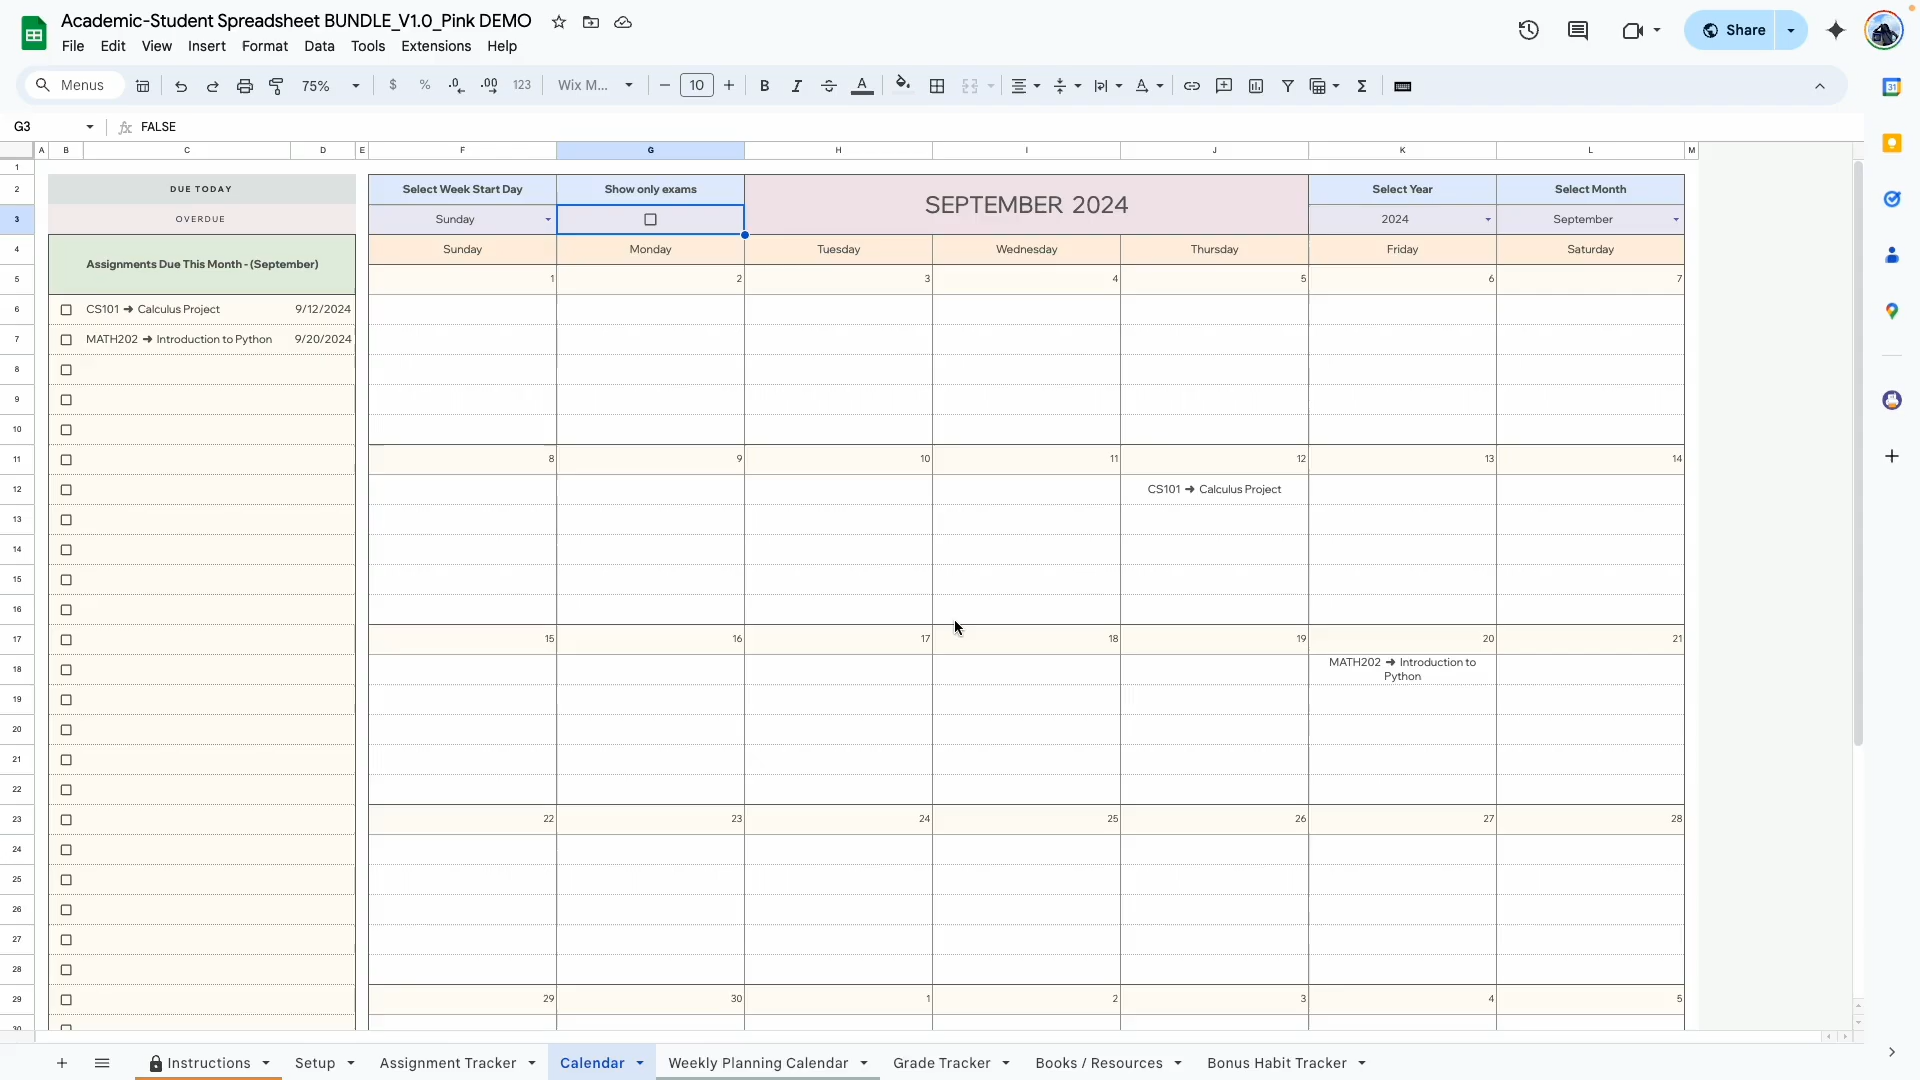 Academic-Student Spreadsheet BUNDLE_V1.0_Pink DEMO
File Edit View Insert Format Data Tools Extensions Help
Share
Menus 75% $ % .0 .00 123 Wix M... 10 B I A
G3 FALSE
A B C D E F G H I J K L M
1
2 DUE TODAY Select Week Start Day Show only exams SEPTEMBER 2024 Select Year Select Month
3 OVERDUE Sunday 2024 September
4 Sunday Monday Tuesday Wednesday Thursday Friday Saturday
Assignments Due This Month - (September)
5 1 2 3 4 5 6 7
6 CS101 ➜ Calculus Project 9/12/2024
7 MATH202 ➜ Introduction to Python 9/20/2024
8
9
10
11 8 9 10 11 12 13 14
12 CS101 ➜ Calculus Project
13
14
15
16
17 15 16 17 18 19 20 21
18 MATH202 ➜ Introduction to
Python
19
20
21
22
23 22 23 24 25 26 27 28
24
25
26
27
28
29 29 30 1 2 3 4 5
30
Instructions Setup Assignment Tracker Calendar Weekly Planning Calendar Grade Tracker Books / Resources Bonus Habit Tracker
31